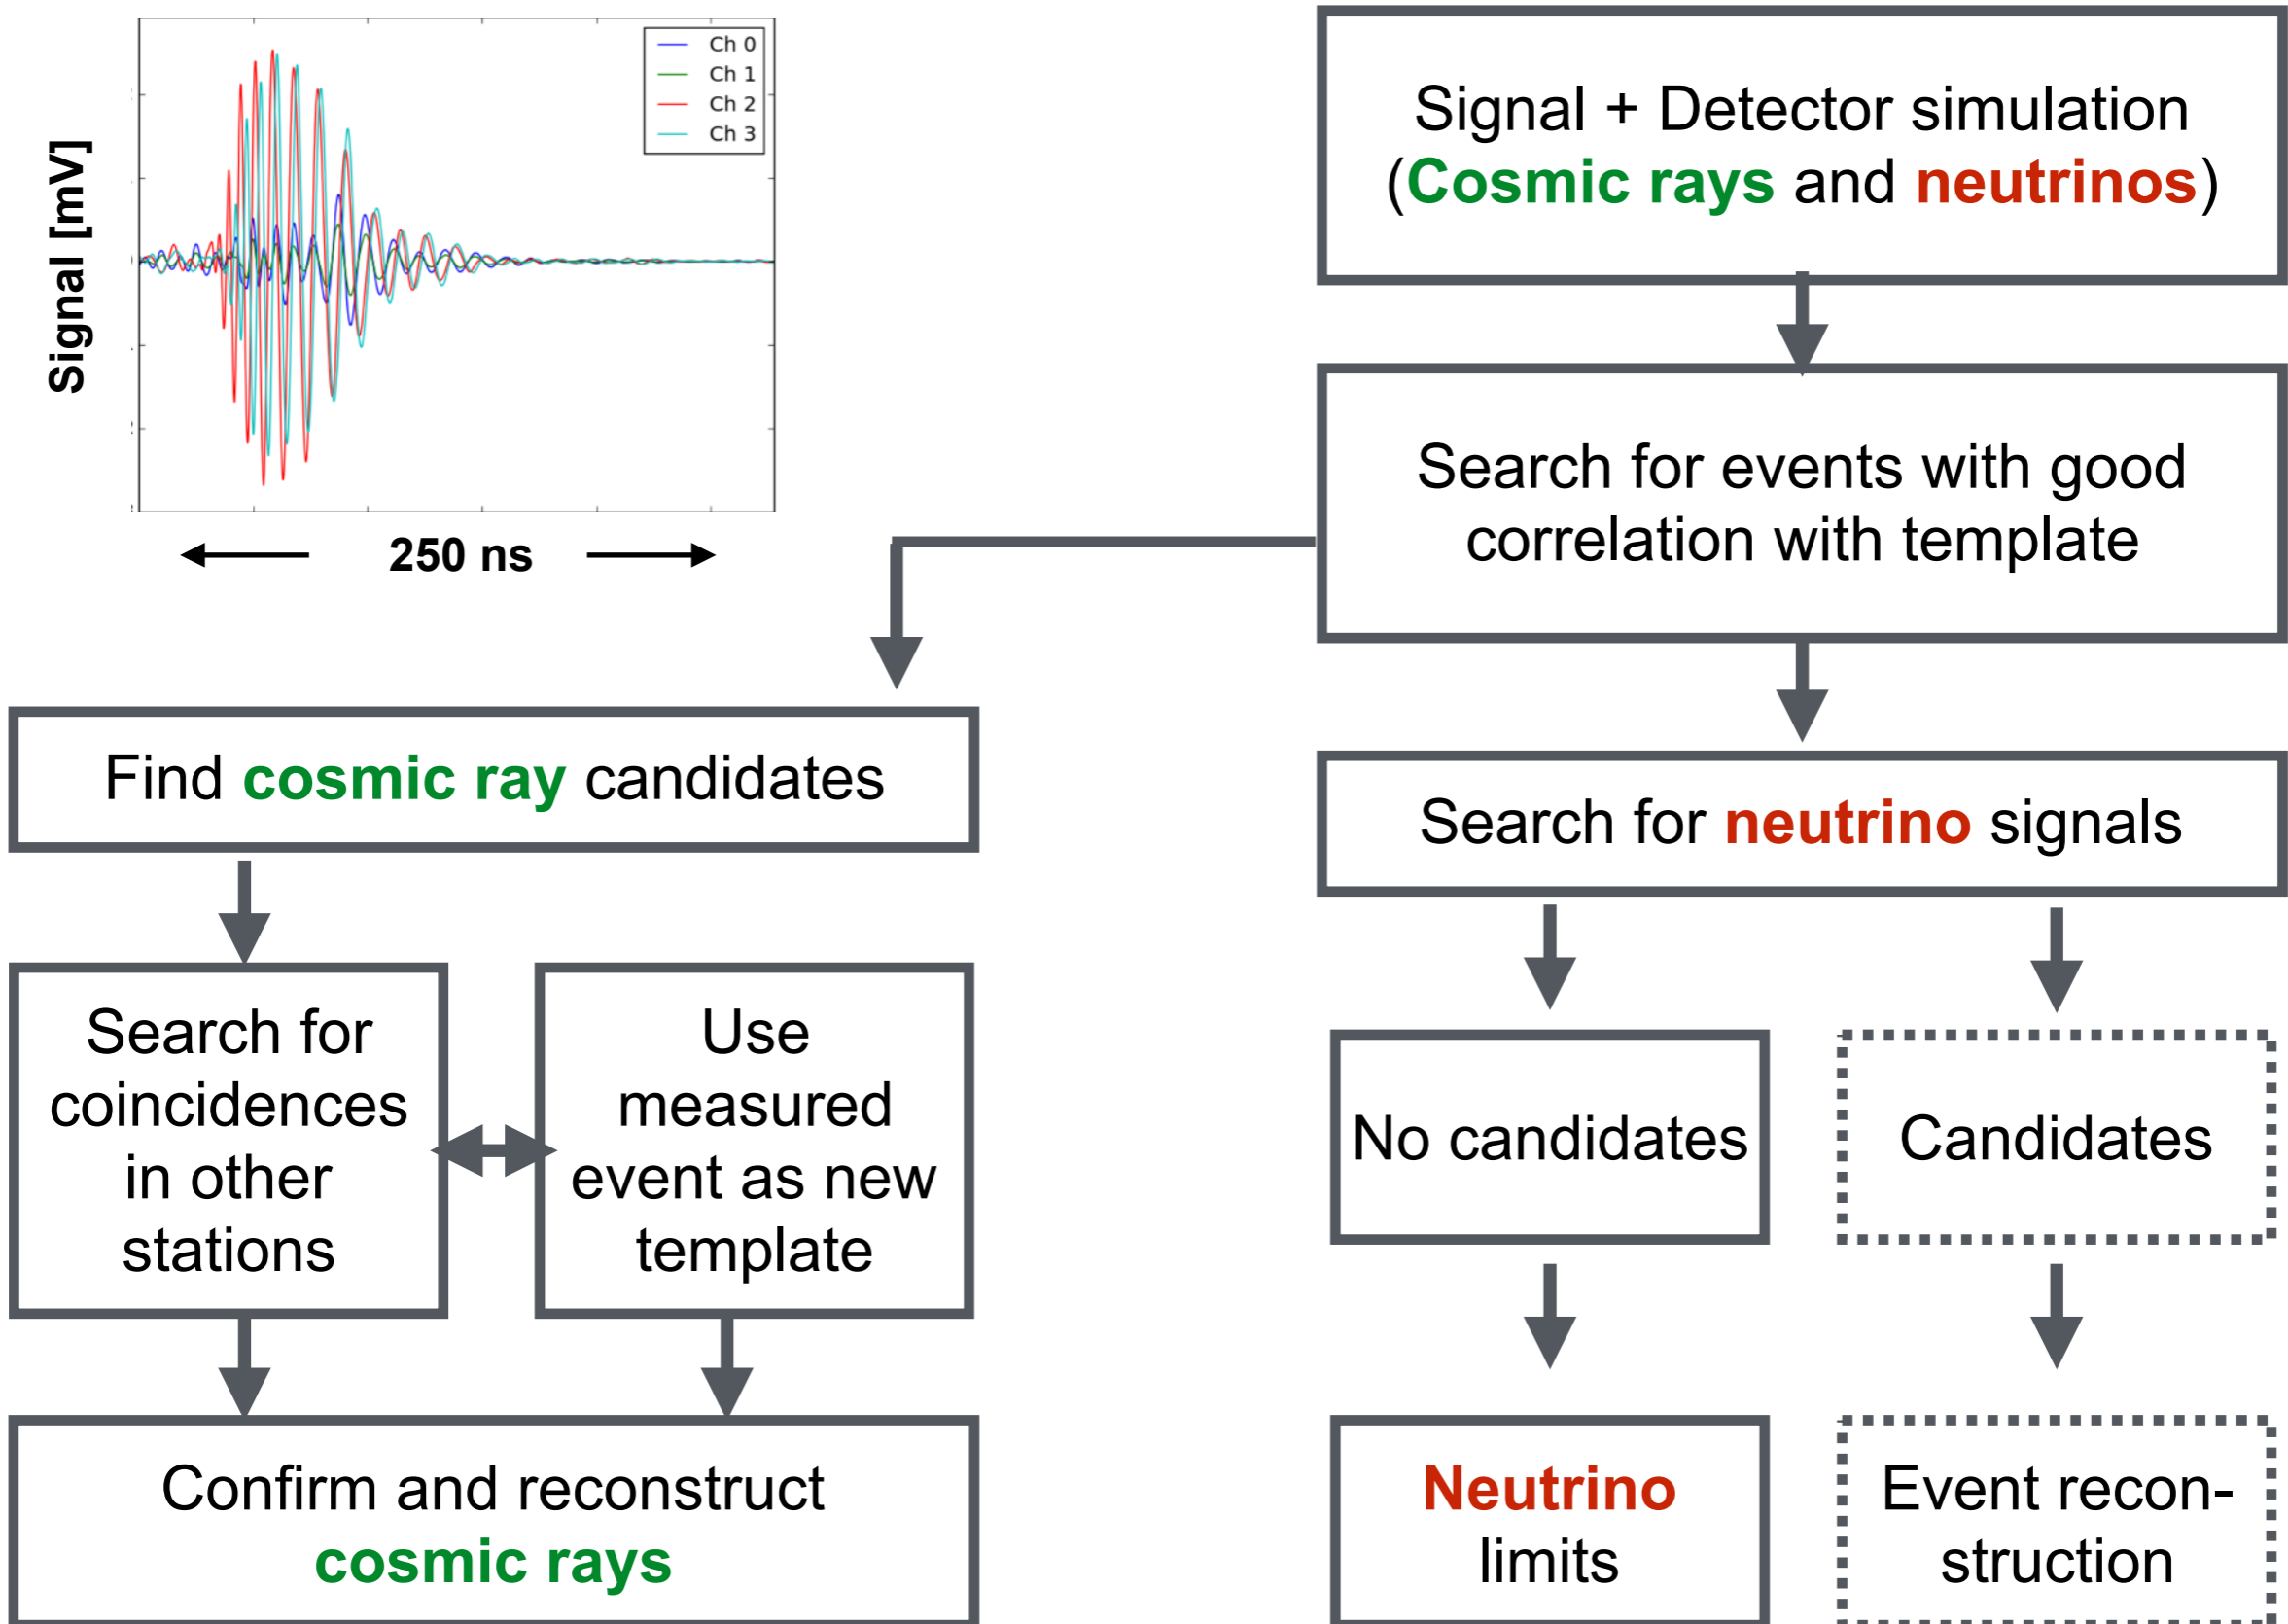 Ch 0
Ch 1
Ch 2
Ch 3
Signal [mV]
250 ns
Signal + Detector simulation
(Cosmic rays and neutrinos)
Search for events with good
correlation with template
Find cosmic ray candidates
Search for neutrino signals
Search for
coincidences
in other
stations
Use
measured
event as new
template
No candidates
Candidates
Confirm and reconstruct
cosmic rays
Neutrino
limits
Event recon-
struction